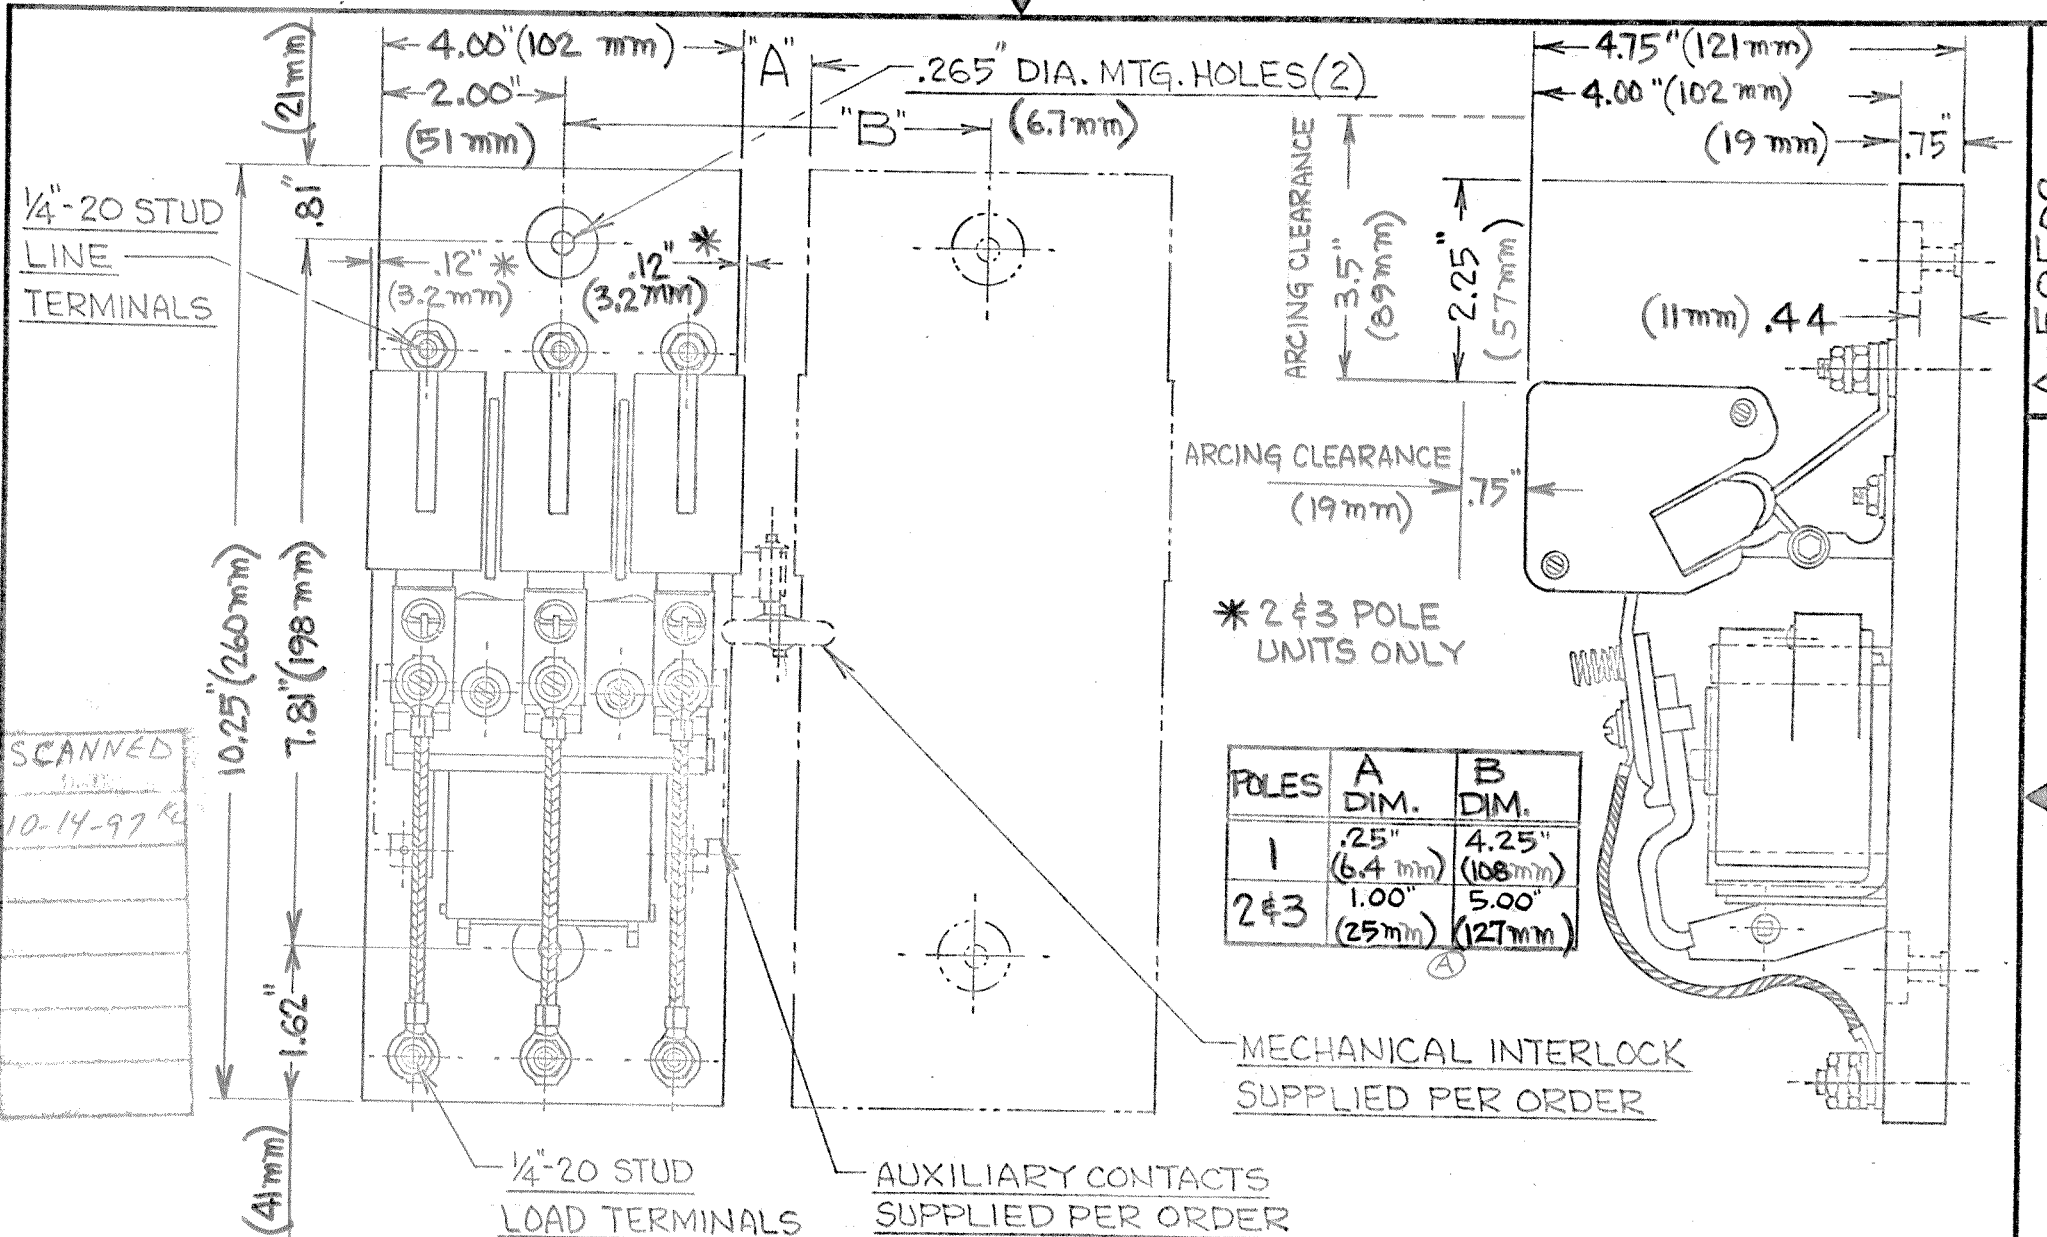 4.00"(102 mm)
"A"
2.00"
(51mm)
(21mm)
.81"
.265" DIA. MTG. HOLES(2)
(6.7mm)
"B"
4.75"(121mm)
4.00"(102mm)
(19 mm)
.75"
1/4"-20 STUD
LINE
TERMINALS
.12"*
(3.2mm)
.12"*
(3.2mm)
ARCING CLEARANCE
3.5"
(89mm)
2.25"
(57mm)
(11mm) .44
ARCING CLEARANCE
(19mm)
.75"
* 2 & 3 POLE
UNITS ONLY
10.25"(260mm)
7.81"(198mm)
1.62"
(41mm)
SCANNED
DATE
10-14-97
POLES A DIM. B DIM.
1 .25" (6.4 mm) 4.25" (108mm)
2&3 1.00" (25mm) 5.00" (127mm)
A
MECHANICAL INTERLOCK
SUPPLIED PER ORDER
1/4"-20 STUD
LOAD TERMINALS
AUXILIARY CONTACTS
SUPPLIED PER ORDER